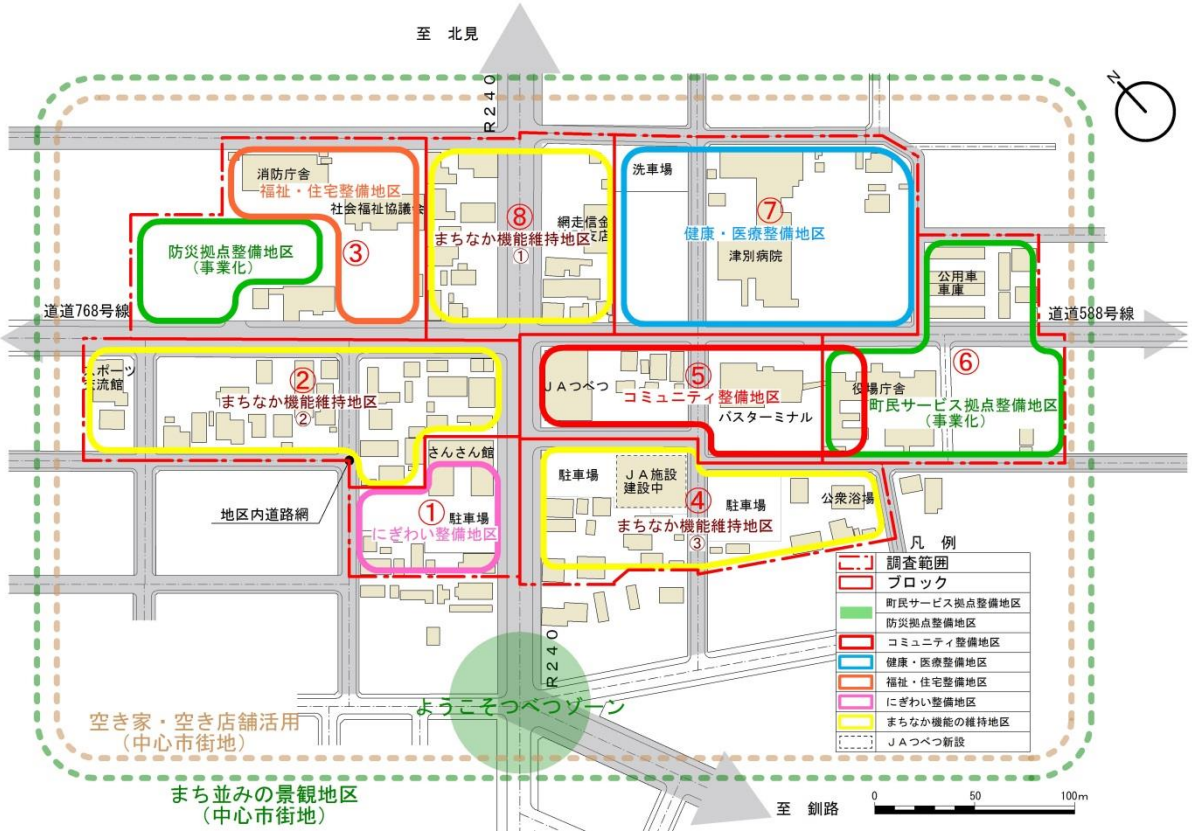 至 北見
R240
N
消防庁舎
福祉・住宅整備地区
社会福祉協議会
③
防災拠点整備地区
（事業化）
⑧
まちなか機能維持地区
①
網走信金
支店
洗車場
⑦
健康・医療整備地区
津別病院
公用車
車庫
道道768号線
道道588号線
スポーツ
交流館
②
まちなか機能維持地区
②
JAつべつ
⑤
コミュニティ整備地区
バスターミナル
⑥
役場庁舎
町民サービス拠点整備地区
（事業化）
さんさん館
①
駐車場
にぎわい整備地区
地区内道路網
駐車場
JA施設
建設中
④
駐車場
公衆浴場
まちなか機能維持地区
③
凡 例
調査範囲
ブロック
町民サービス拠点整備地区
防災拠点整備地区
コミュニティ整備地区
健康・医療整備地区
福祉・住宅整備地区
にぎわい整備地区
まちなか機能の維持地区
JAつべつ新設
R240
ようこそつべつゾーン
空き家・空き店舗活用
（中心市街地）
まち並みの景観地区
（中心市街地）
至 釧路
0
50
100m